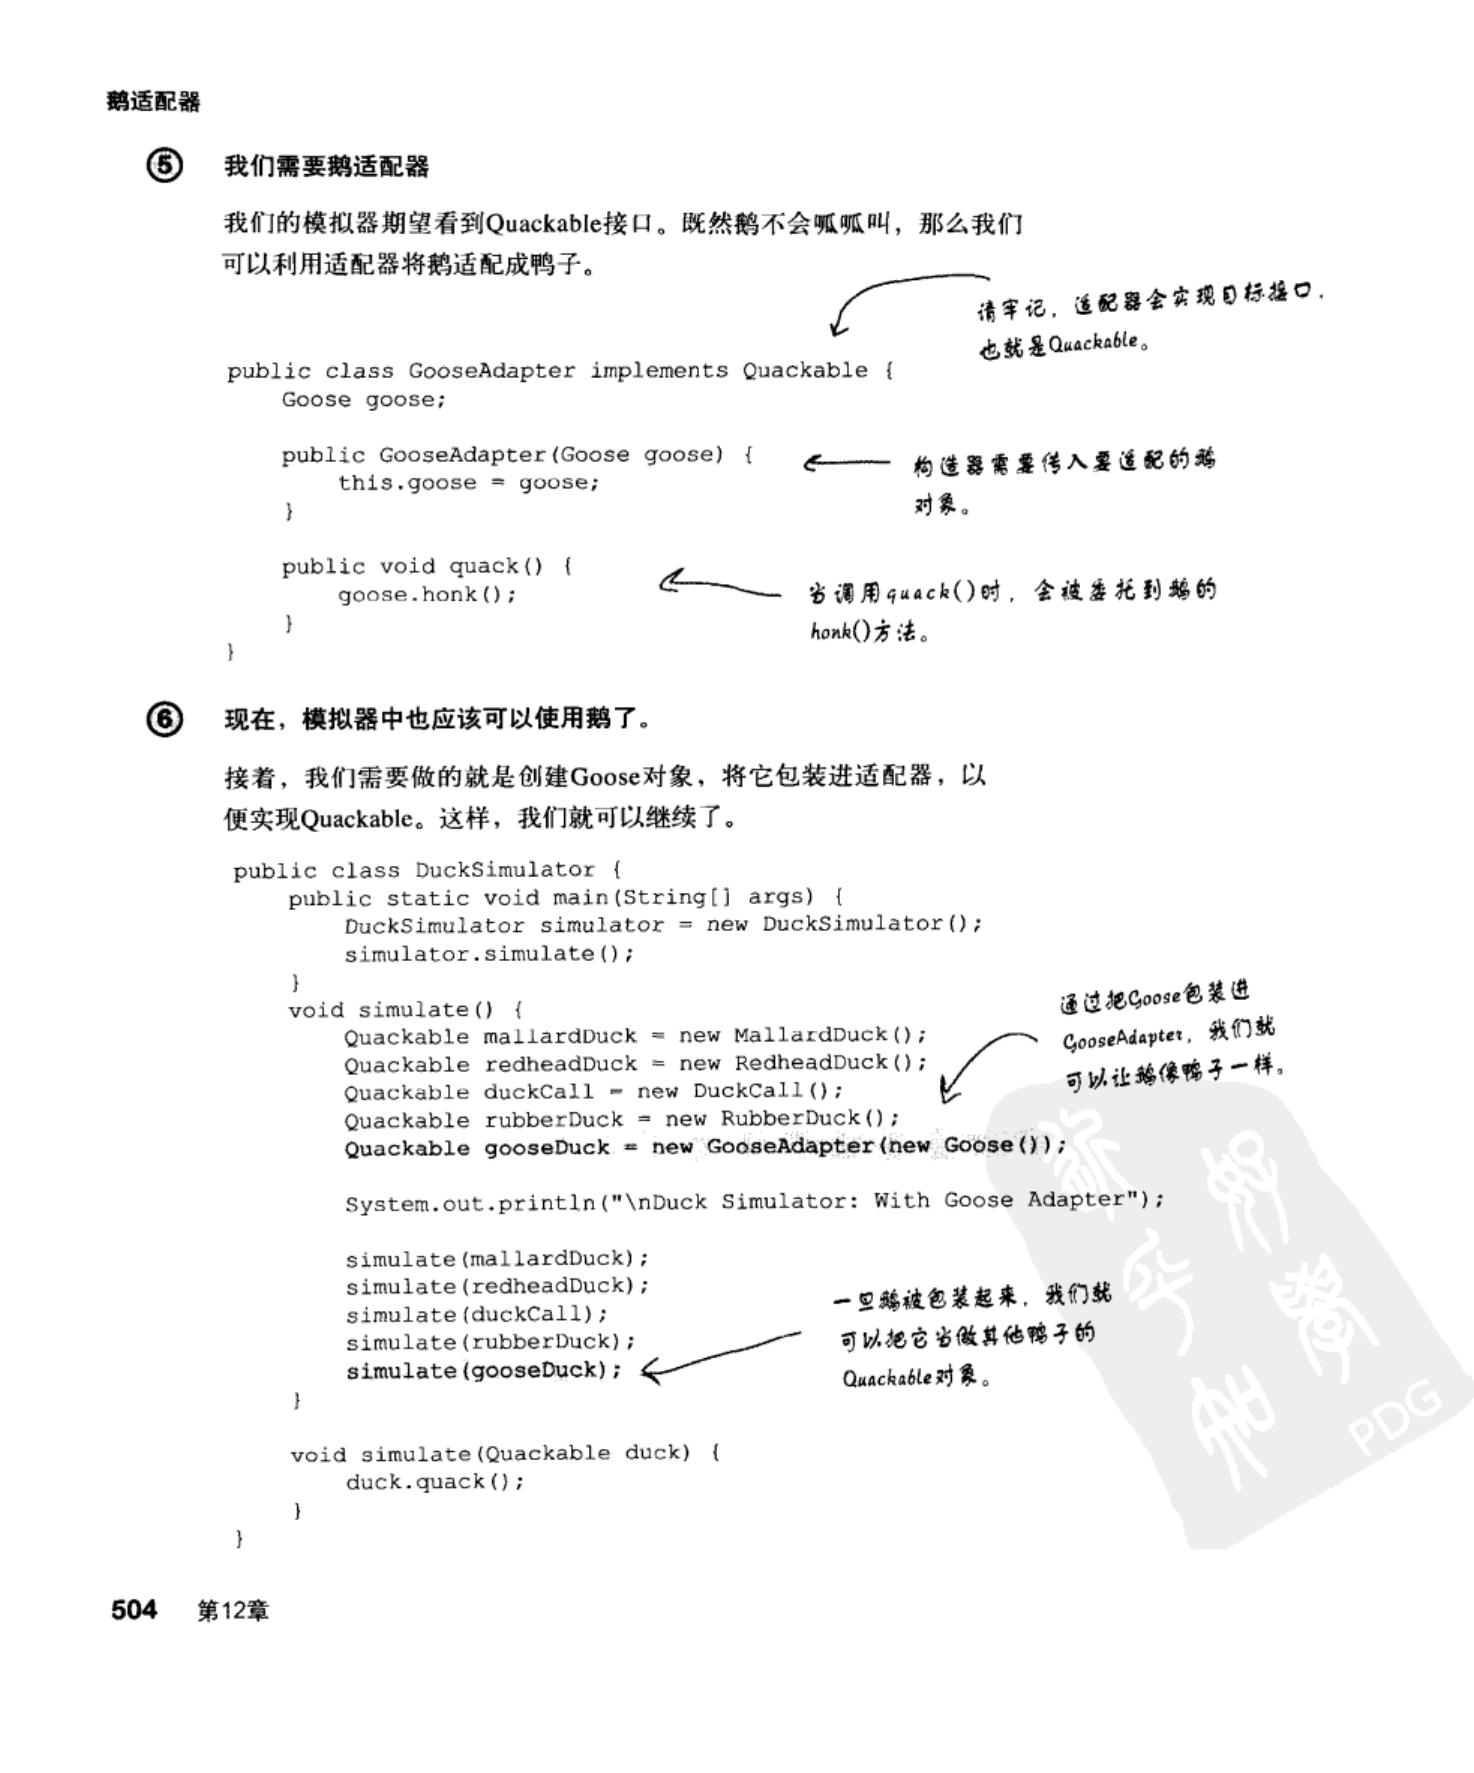 鹅适配器
⑤ 我们需要鹅适配器
我们的模拟器期望看到Quackable接口。既然鹅不会呱呱叫，那么我们
可以利用适配器将鹅适配成鸭子。
请牢记，适配器会实现目标接口，
也就是Quackable。
public class GooseAdapter implements Quackable {
Goose goose;
public GooseAdapter(Goose goose) {
构造器需要传入要适配的鹅
this.goose = goose;
对象。
}
public void quack() {
当调用quack()时，会被委托到鹅的
goose.honk();
honk()方法。
}
}
⑥ 现在，模拟器中也应该可以使用鹅了。
接着，我们需要做的就是创建Goose对象，将它包装进适配器，以
便实现Quackable。这样，我们就可以继续了。
public class DuckSimulator {
public static void main(String[] args) {
DuckSimulator simulator = new DuckSimulator();
simulator.simulate();
}
void simulate() {
通过把Goose包装进
GooseAdapter，我们就
可以让鹅像鸭子一样。
Quackable mallardDuck = new MallardDuck();
Quackable redheadDuck = new RedheadDuck();
Quackable duckCall = new DuckCall();
Quackable rubberDuck = new RubberDuck();
Quackable gooseDuck = new GooseAdapter(new Goose());
System.out.println("\nDuck Simulator: With Goose Adapter");
simulate(mallardDuck);
simulate(redheadDuck);
simulate(duckCall);
simulate(rubberDuck);
simulate(gooseDuck);
一旦鹅被包装起来，我们就
可以把它当做其他鸭子的
Quackable对象。
}
void simulate(Quackable duck) {
duck.quack();
}
}
PDG
504 第12章